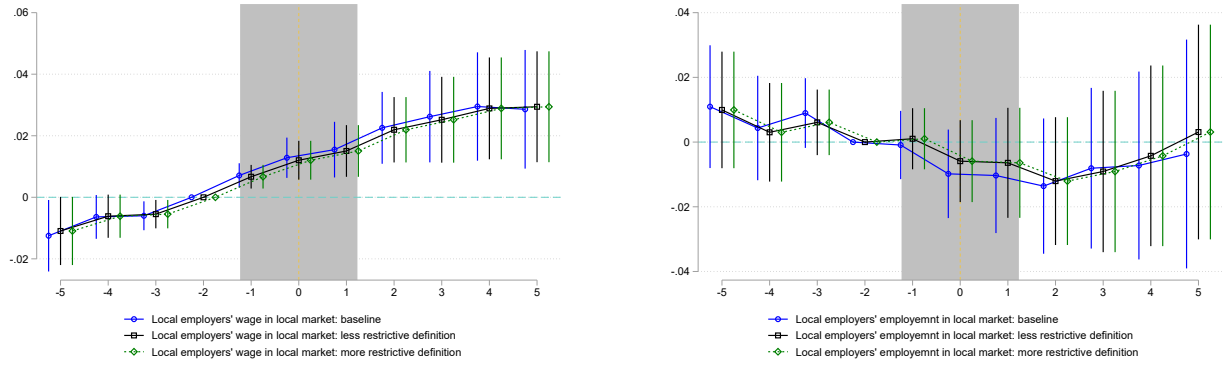 .06
.04
.02
0
-.02
-5 -4 -3 -2 -1 0 1 2 3 4 5
Local employers' wage in local market: baseline
Local employers' wage in local market: less restrictive definition
Local employers' wage in local market: more restrictive definition
.04
.02
0
-.02
-.04
-5 -4 -3 -2 -1 0 1 2 3 4 5
Local employers' employemnt in local market: baseline
Local employers' employemnt in local market: less restrictive definition
Local employers' employemnt in local market: more restrictive definition